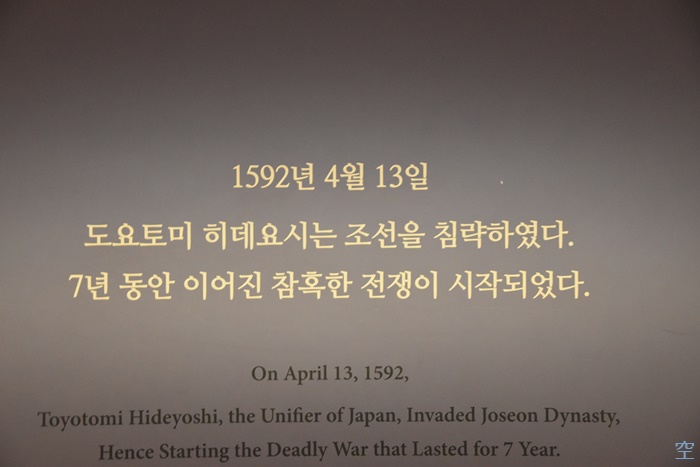 1592년 4월 13일
도요토미 히데요시는 조선을 침략하였다.
7년 동안 이어진 참혹한 전쟁이 시작되었다.
On April 13, 1592,
Toyotomi Hideyoshi, the Unifier of Japan, Invaded Joseon Dynasty,
Hence Starting the Deadly War that Lasted for 7 Year.
空